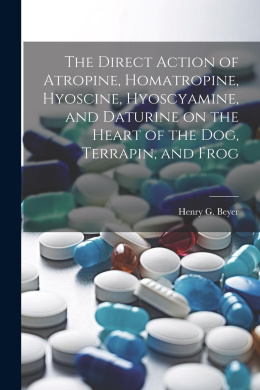 The Direct Action of
Atropine, Homatropine,
Hyoscine, Hyoscyamine,
and Daturine on the
Heart of the Dog,
Terrapin, and Frog
Henry G. Beyer